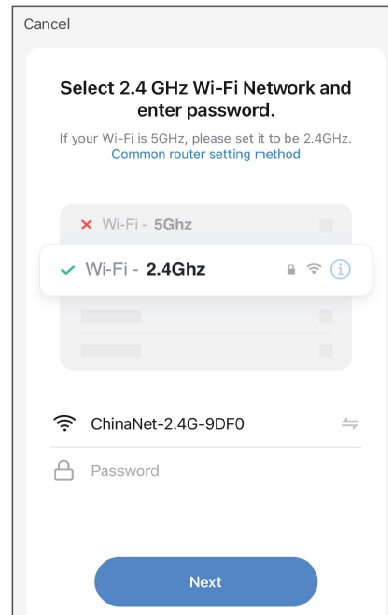 Cancel
Select 2.4 GHz Wi-Fi Network and
enter password.
If your Wi-Fi is 5GHz, please set it to be 2.4GHz.
Common router setting method
Wi-Fi - 5Ghz
Wi-Fi - 2.4Ghz
ChinaNet-2.4G-9DF0
Password
Next